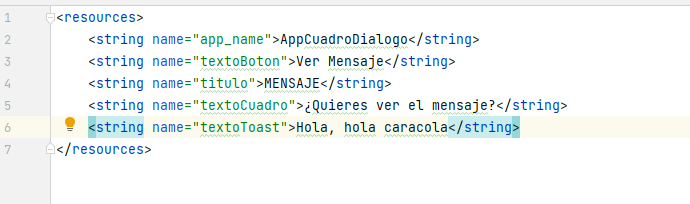 1 <resources>
2 <string name="app_name">AppCuadroDialogo</string>
3 <string name="textoBoton">Ver Mensaje</string>
4 <string name="titulo">MENSAJE</string>
5 <string name="textoCuadro">¿Quieres ver el mensaje?</string>
6 <string name="textoToast">Hola, hola caracola</string>
7 </resources>